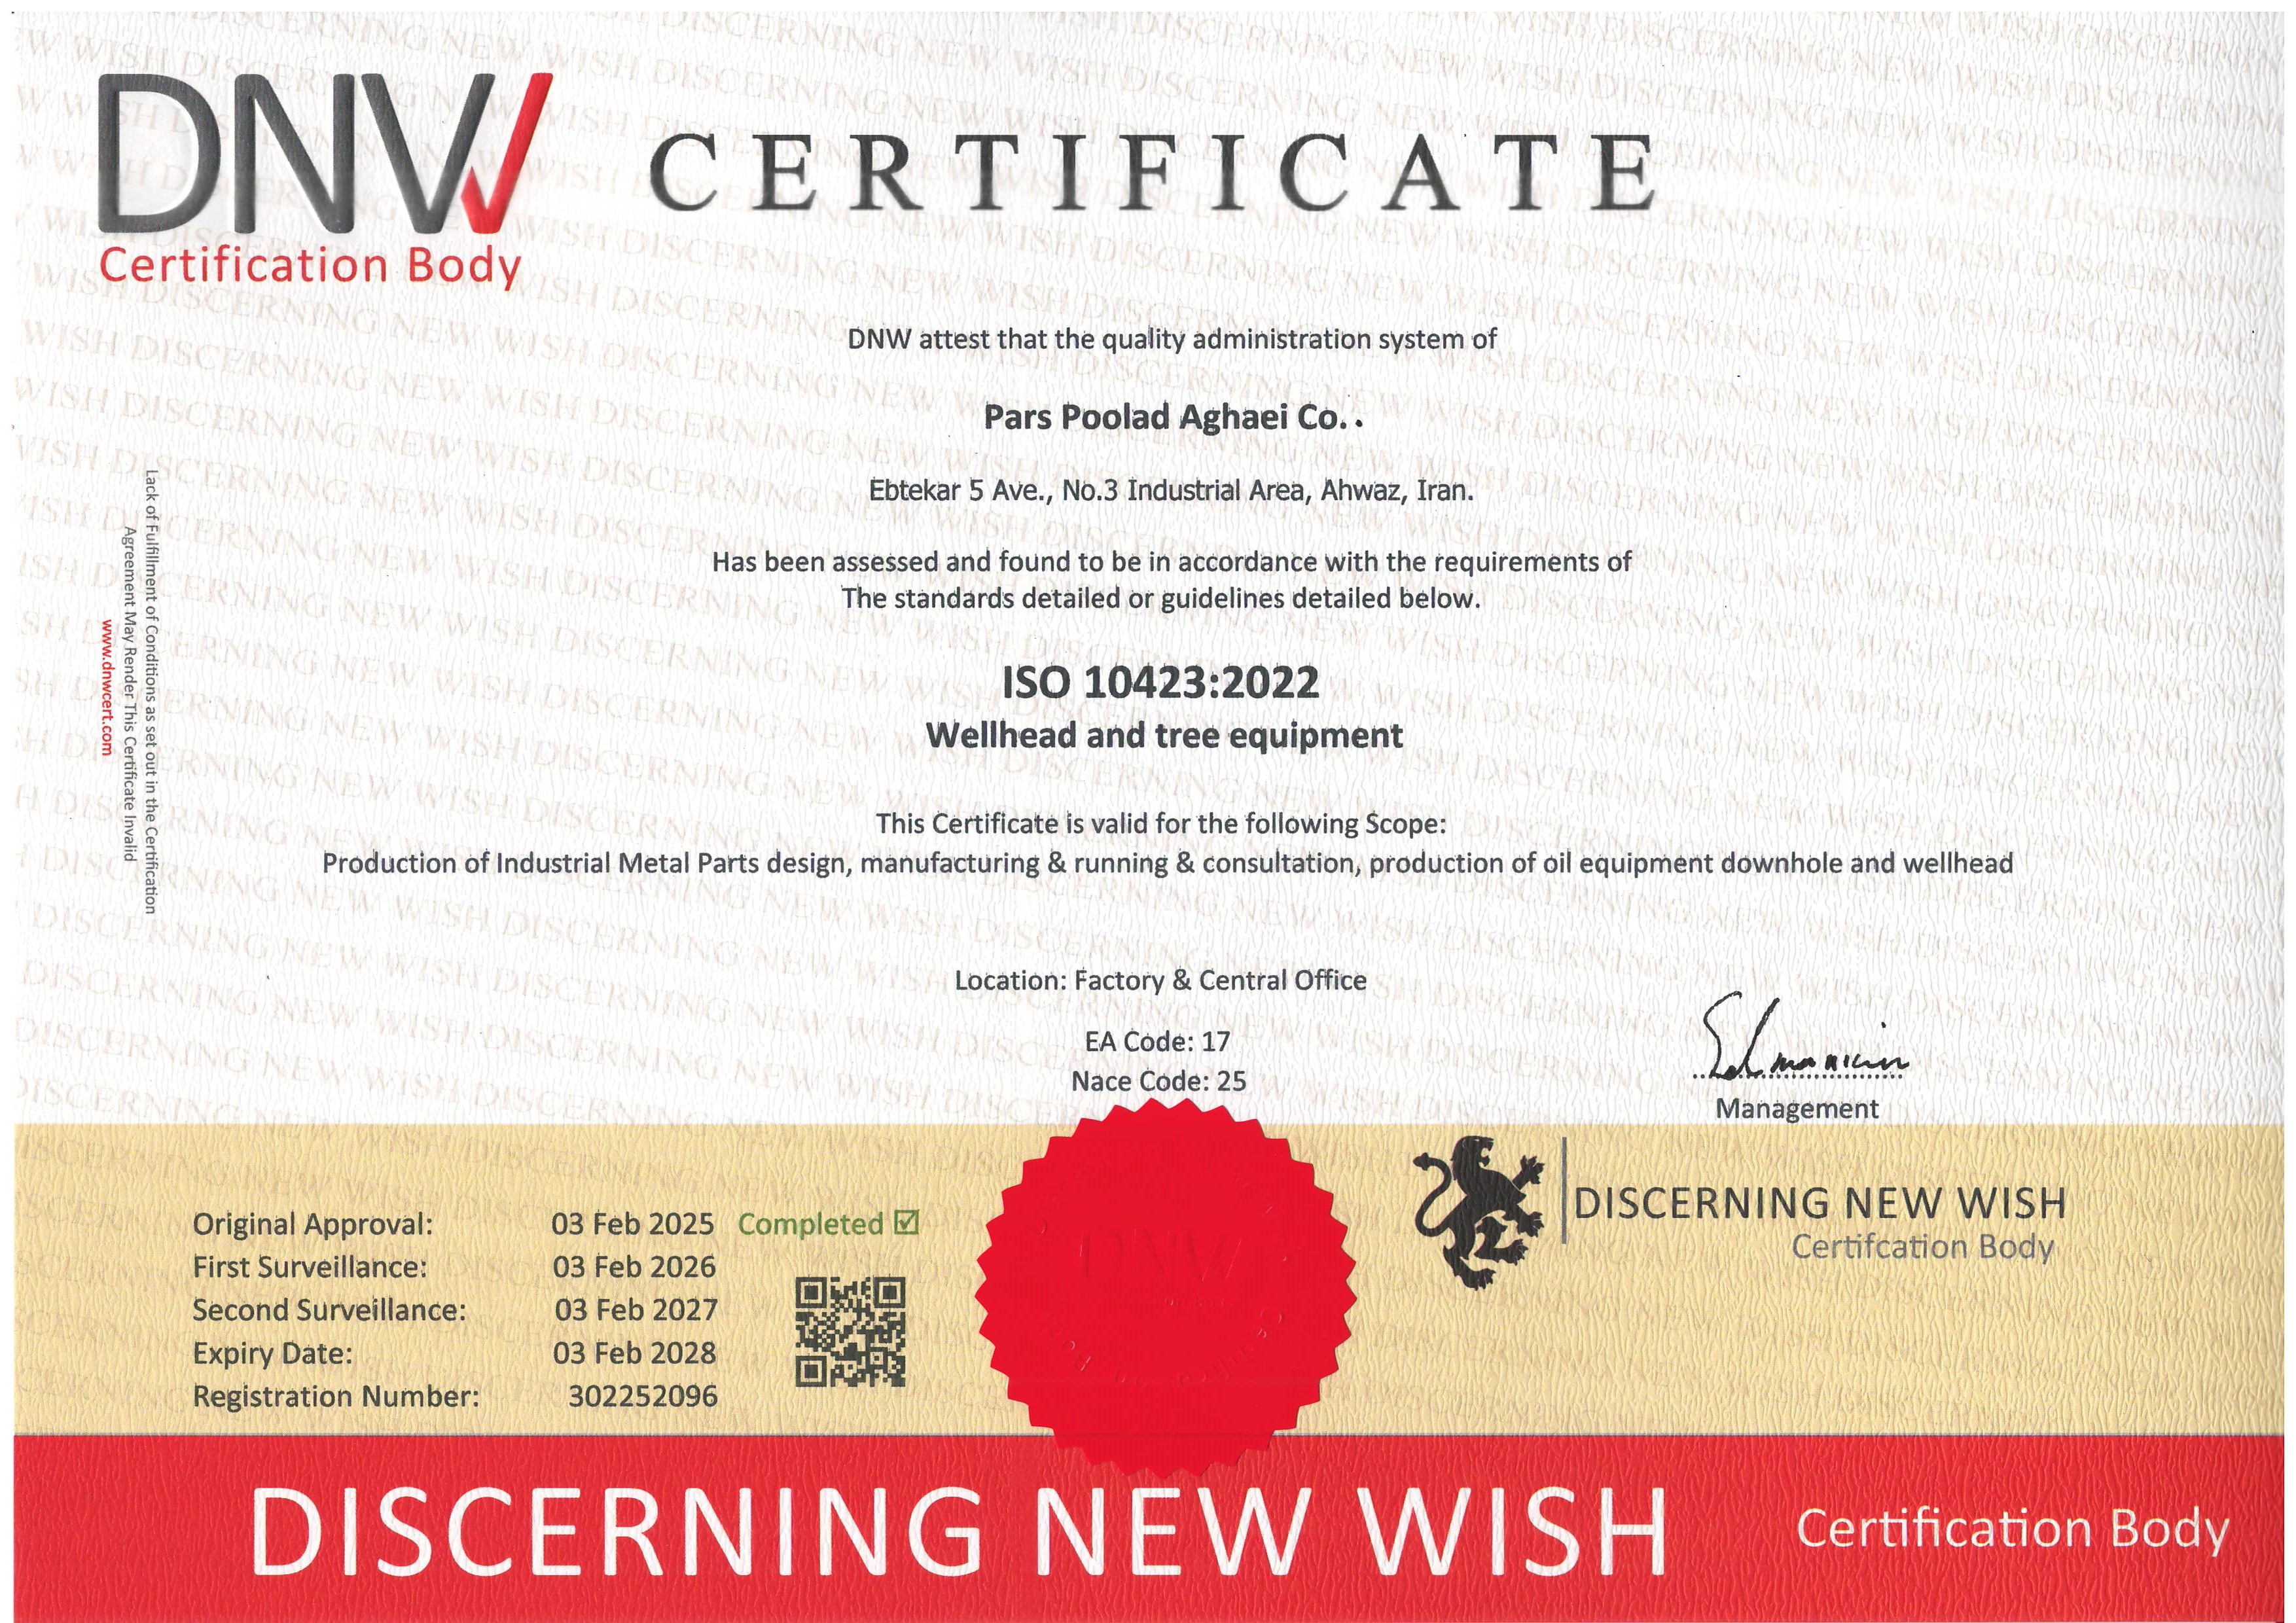 DNW
Certification Body
CERTIFICATE
DNW attest that the quality administration system of
Pars Poolad Aghaei Co. .
Ebtekar 5 Ave., No.3 Industrial Area, Ahwaz, Iran.
Has been assessed and found to be in accordance with the requirements of
The standards detailed or guidelines detailed below.
ISO 10423:2022
Wellhead and tree equipment
This Certificate is valid for the following Scope:
Production of Industrial Metal Parts design, manufacturing & running & consultation, production of oil equipment downhole and wellhead
Location: Factory & Central Office
EA Code: 17
Nace Code: 25
Management
Lack of Fulfillment of Conditions as set out in the Certification
Agreement May Render This Certificate Invalid
www.dnwcert.com
Original Approval: 03 Feb 2025 Completed ☑
First Surveillance: 03 Feb 2026
Second Surveillance: 03 Feb 2027
Expiry Date: 03 Feb 2028
Registration Number: 302252096
DNW
DISCERNING NEW WISH
Certifcation Body
DISCERNING NEW WISH
Certification Body